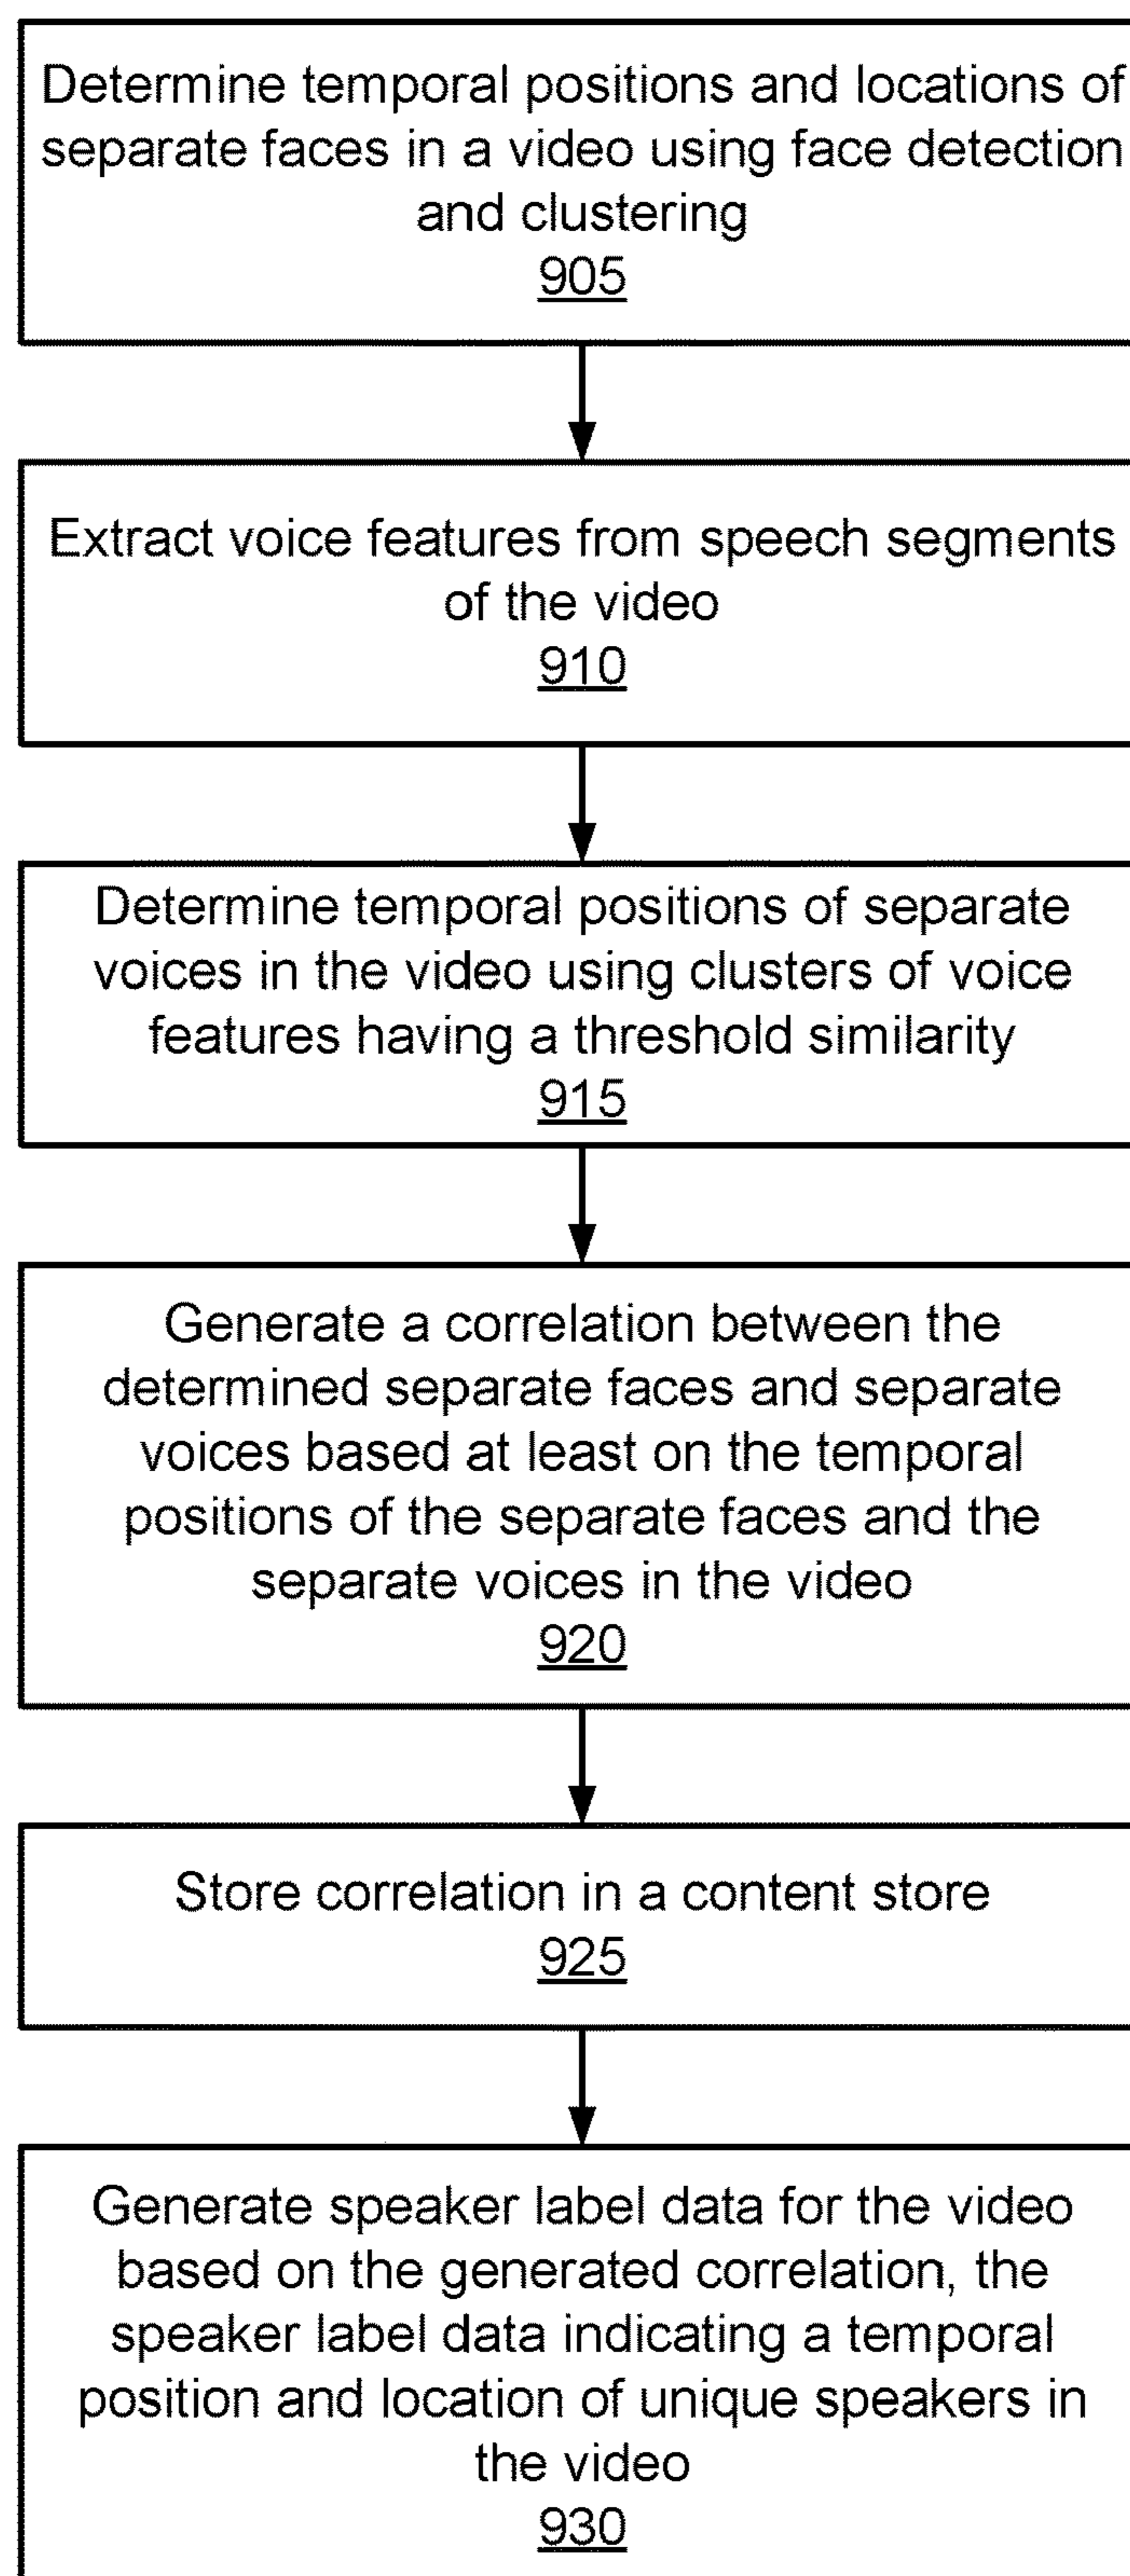 Determine temporal positions and locations of
separate faces in a video using face detection
and clustering
905
Extract voice features from speech segments
of the video
910
Determine temporal positions of separate
voices in the video using clusters of voice
features having a threshold similarity
915
Generate a correlation between the
determined separate faces and separate
voices based at least on the temporal
positions of the separate faces and the
separate voices in the video
920
Store correlation in a content store
925
Generate speaker label data for the video
based on the generated correlation, the
speaker label data indicating a temporal
position and location of unique speakers in
the video
930